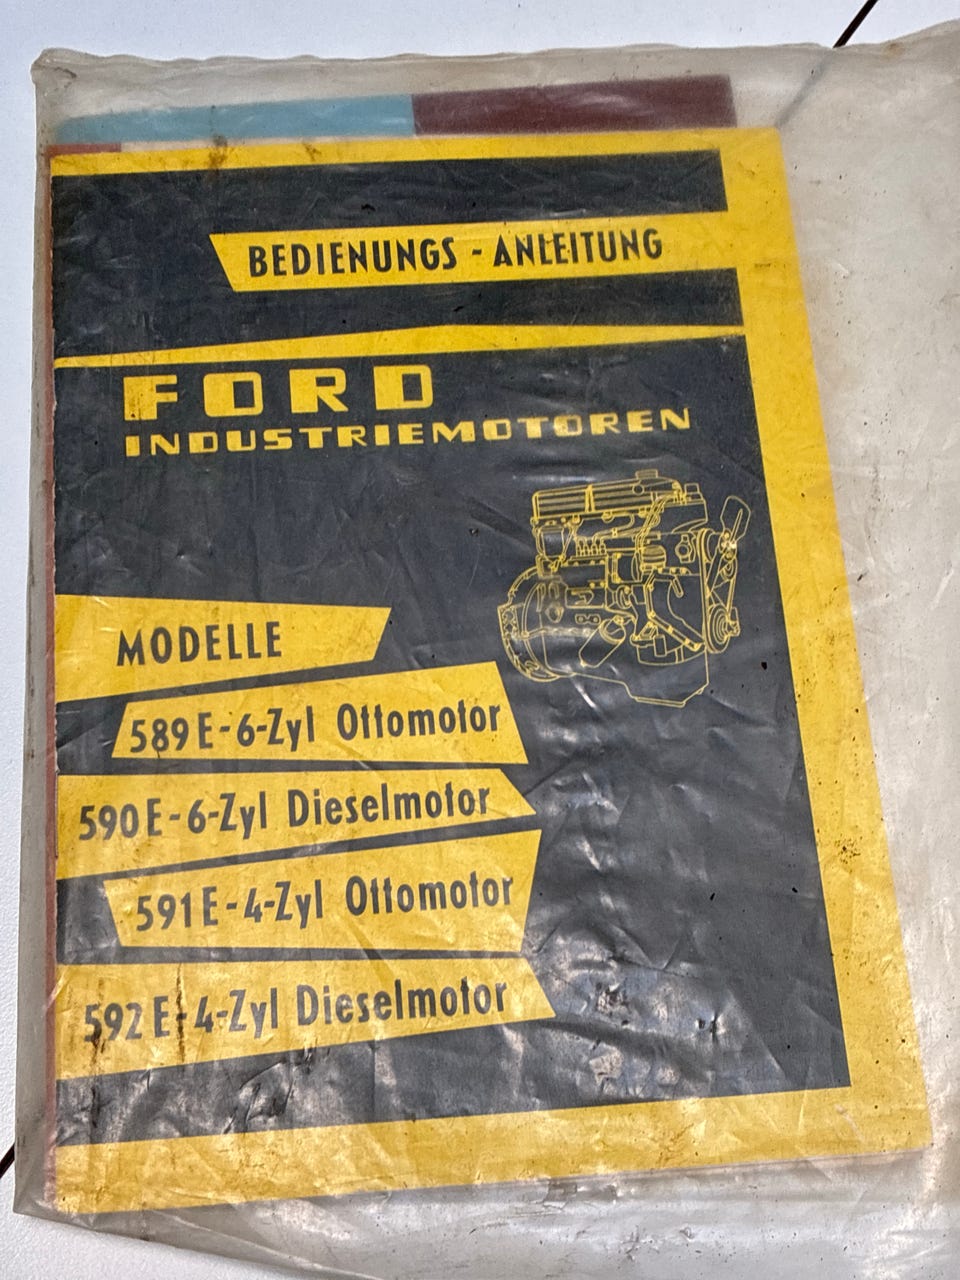 BEDIENUNGS - ANLEITUNG
FORD
INDUSTRIEMOTOREN
MODELLE
589 E - 6-Zyl Ottomotor
590 E - 6-Zyl Dieselmotor
591 E - 4-Zyl Ottomotor
592 E - 4-Zyl Dieselmotor